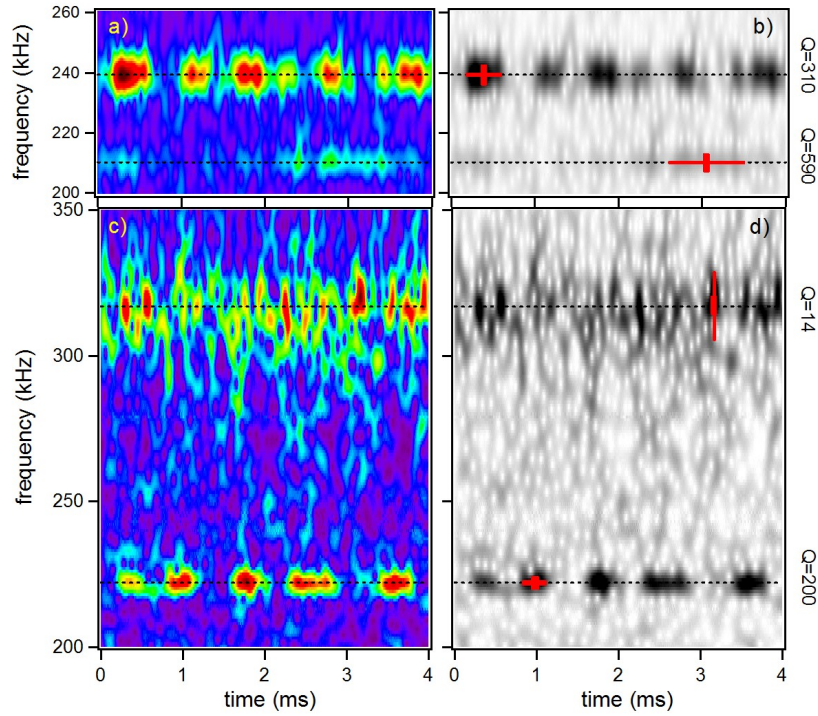 a)
b)
frequency (kHz)
260
240
220
200
Q=310
Q=590
c)
d)
frequency (kHz)
350
300
250
200
Q=14
Q=200
0 1 2 3 4
0 1 2 3 4
time (ms)
time (ms)